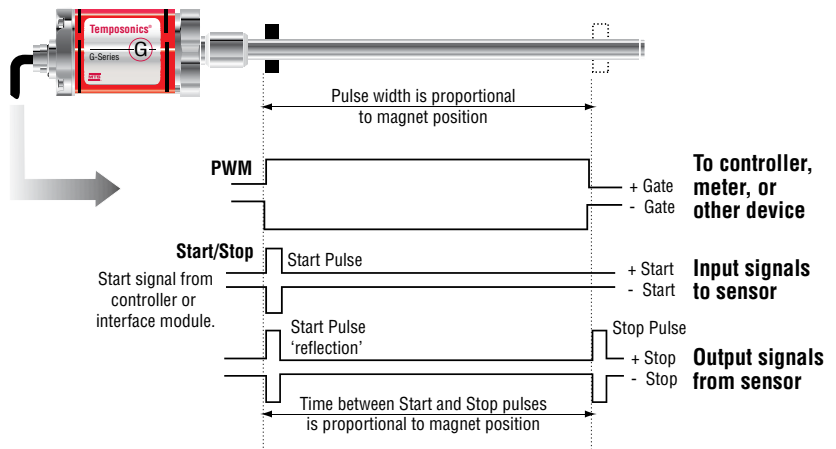 Temposonics®
G-Series
G
MTS
Pulse width is proportional
to magnet position
PWM
+ Gate
- Gate
To controller,
meter, or
other device
Start/Stop
Start Pulse
Start signal from
controller or
interface module.
+ Start
- Start
Input signals
to sensor
Start Pulse
‘reflection’
Stop Pulse
+ Stop
- Stop
Output signals
from sensor
Time between Start and Stop pulses
is proportional to magnet position